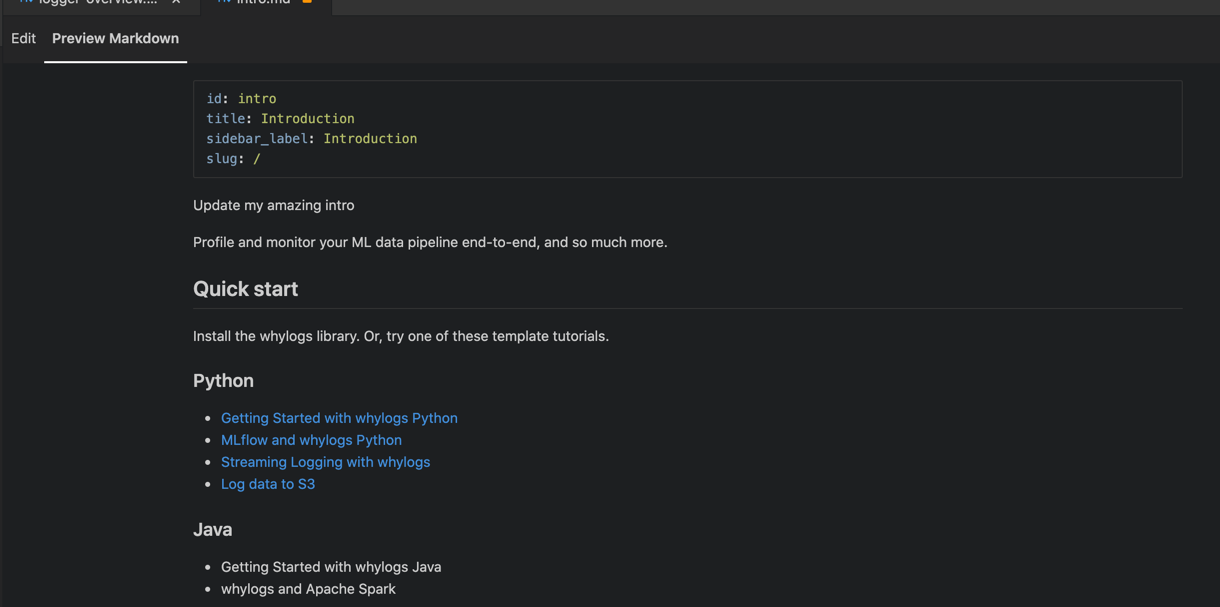 logger-overview.... ×
intro.md
Edit Preview Markdown
id: intro
title: Introduction
sidebar_label: Introduction
slug: /
Update my amazing intro
Profile and monitor your ML data pipeline end-to-end, and so much more.
Quick start
Install the whylogs library. Or, try one of these template tutorials.
Python
Getting Started with whylogs Python
MLflow and whylogs Python
Streaming Logging with whylogs
Log data to S3
Java
Getting Started with whylogs Java
whylogs and Apache Spark